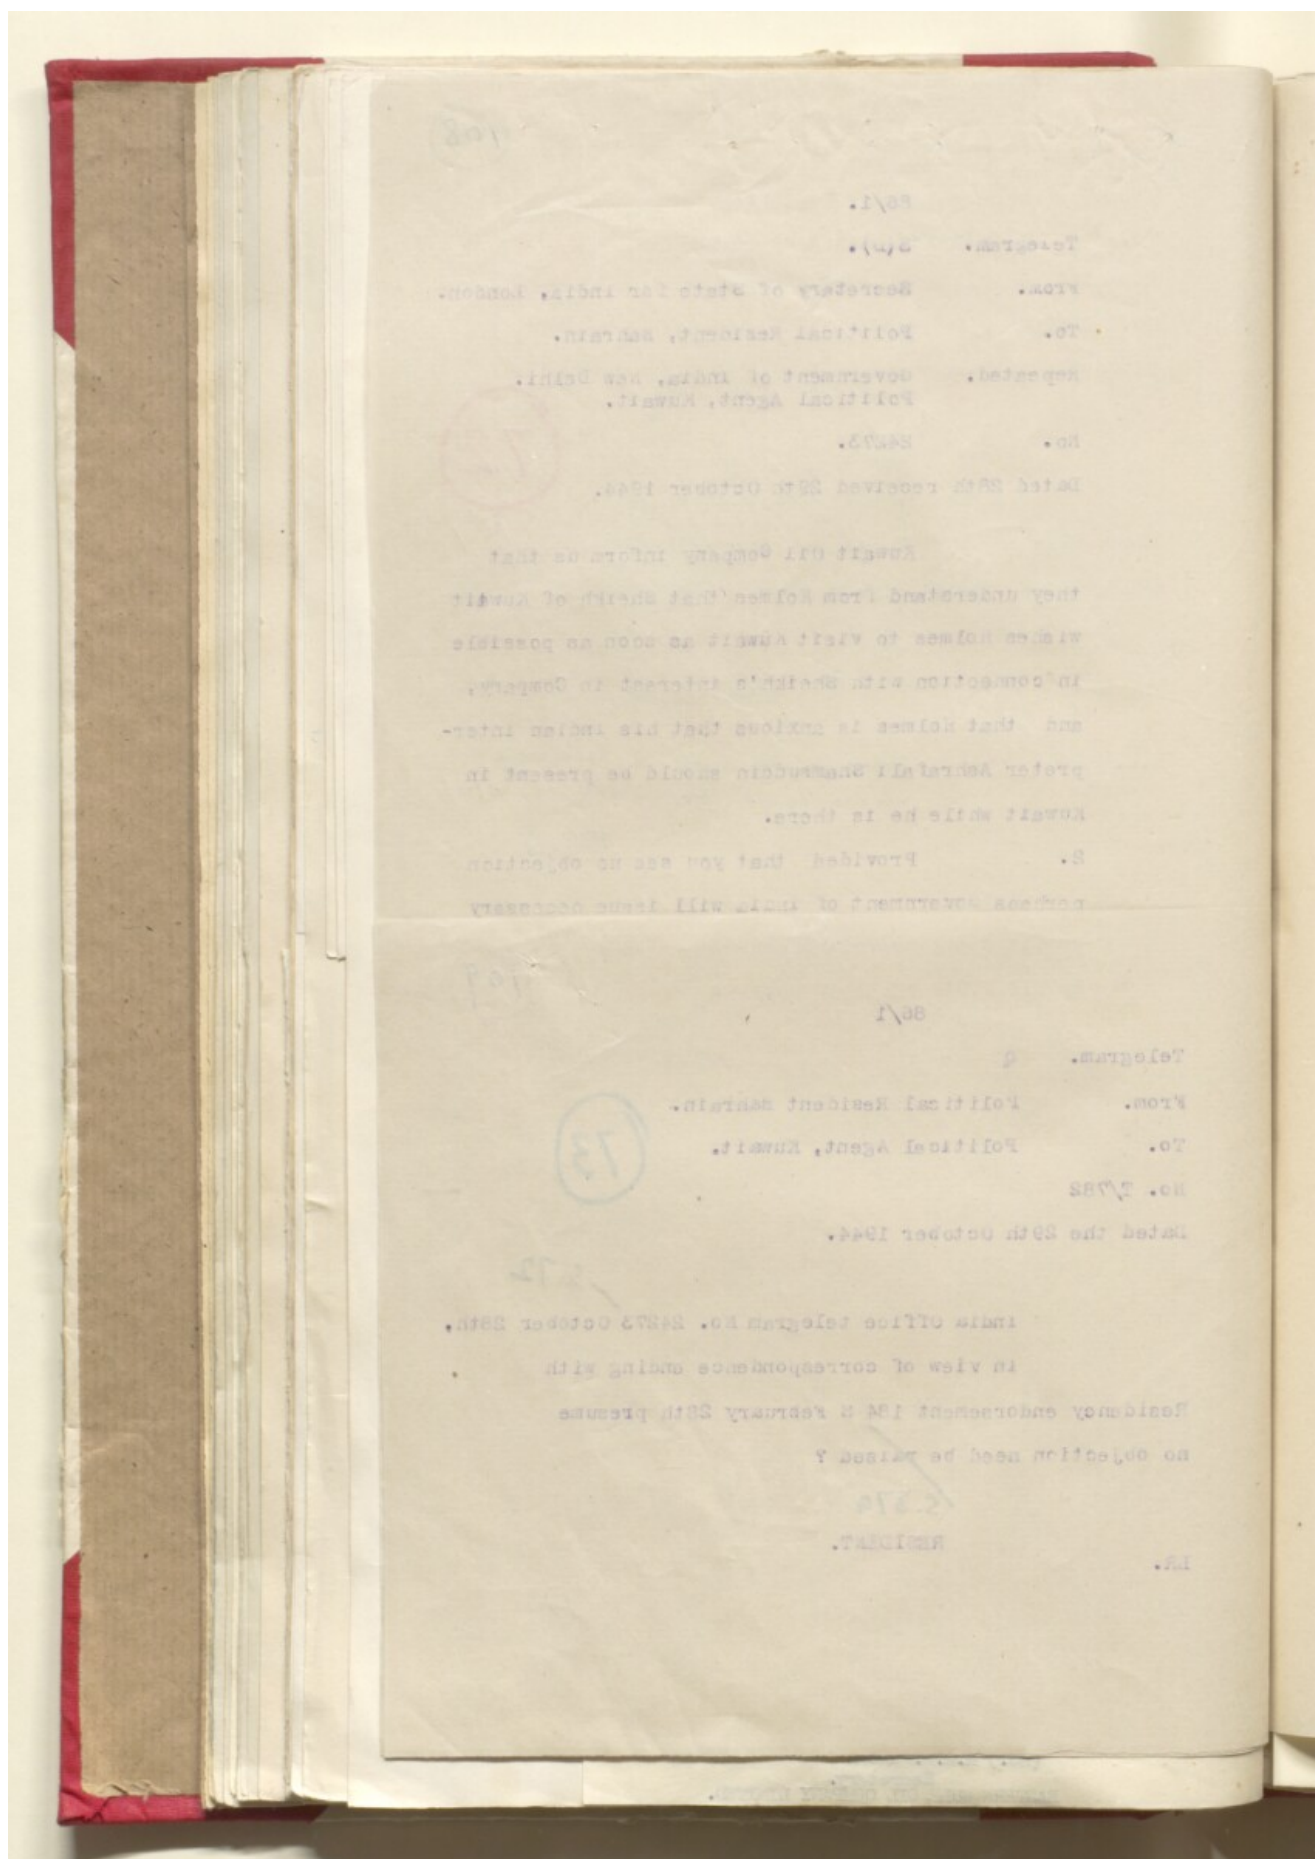 86/1.
Telegram. S(D).
From. Secretary of State for India, London.
To. Political Resident, Bahrain.
Repeated. Government of India, New Delhi.
Political Agent, Kuwait.
No. 24273.
Dated 28th received 29th October 1944.
Kuwait Oil Company inform us that
they understand from Holmes that Sheikh of Kuwait
wishes Holmes to visit Kuwait as soon as possible
in connection with Sheikh's interest in Company,
and that Holmes is anxious that his Indian inter-
preter Ashrafali Shamsuddin should be present in
Kuwait while he is there.
2. Provided that you see no objection
perhaps Government of India will issue necessary
86/1
Telegram. Q
From. Political Resident Bahrain.
To. Political Agent, Kuwait.
73
No. T/782
Dated the 29th October 1944.
S.72
India Office telegram No. 24273 October 28th,
in view of correspondence ending with
Residency endorsement 184 S February 28th presume
no objection need be raised ?
RESIDENT.
LR.